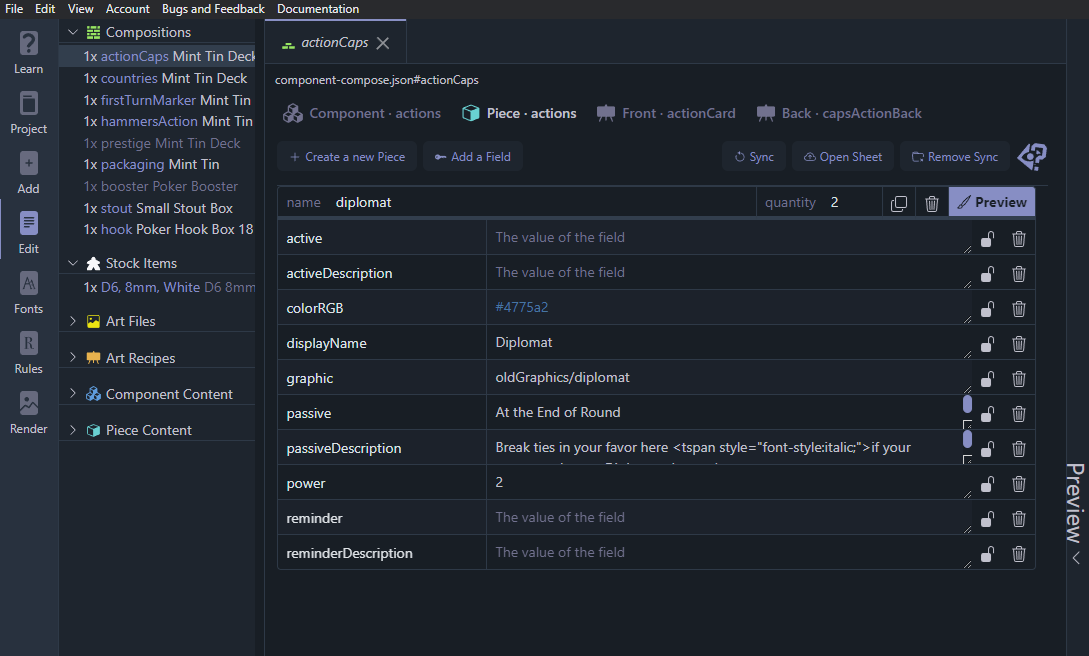 File Edit View Account Bugs and Feedback Documentation
Learn
Project
Add
Edit
Fonts
Rules
Render
Compositions
1x actionCaps Mint Tin Deck
1x countries Mint Tin Deck
1x firstTurnMarker Mint Tin
1x hammersAction Mint Tin
1x prestige Mint Tin Deck
1x packaging Mint Tin
1x booster Poker Booster
1x stout Small Stout Box
1x hook Poker Hook Box 18
Stock Items
1x D6, 8mm, White D6 8mm
Art Files
Art Recipes
Component Content
Piece Content
actionCaps
component-compose.json#actionCaps
Component · actions Piece · actions Front · actionCard Back · capsActionBack
+ Create a new Piece Add a Field Sync Open Sheet Remove Sync
name diplomat quantity 2 Preview
active The value of the field
activeDescription The value of the field
colorRGB #4775a2
displayName Diplomat
graphic oldGraphics/diplomat
passive At the End of Round
passiveDescription Break ties in your favor here <tspan style="font-style:italic;">if your
power 2
reminder The value of the field
reminderDescription The value of the field
Preview